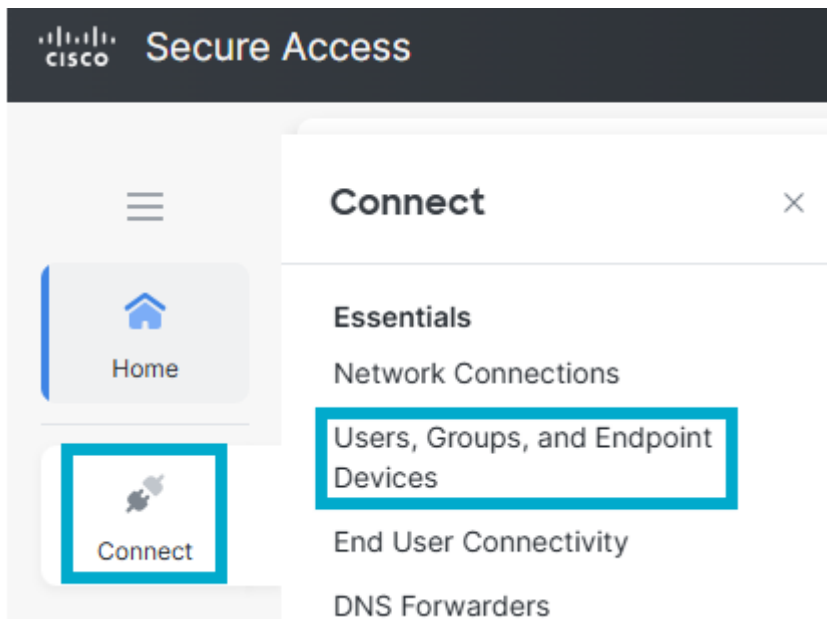 cisco Secure Access
Connect
Home
Connect
Essentials
Network Connections
Users, Groups, and Endpoint
Devices
End User Connectivity
DNS Forwarders